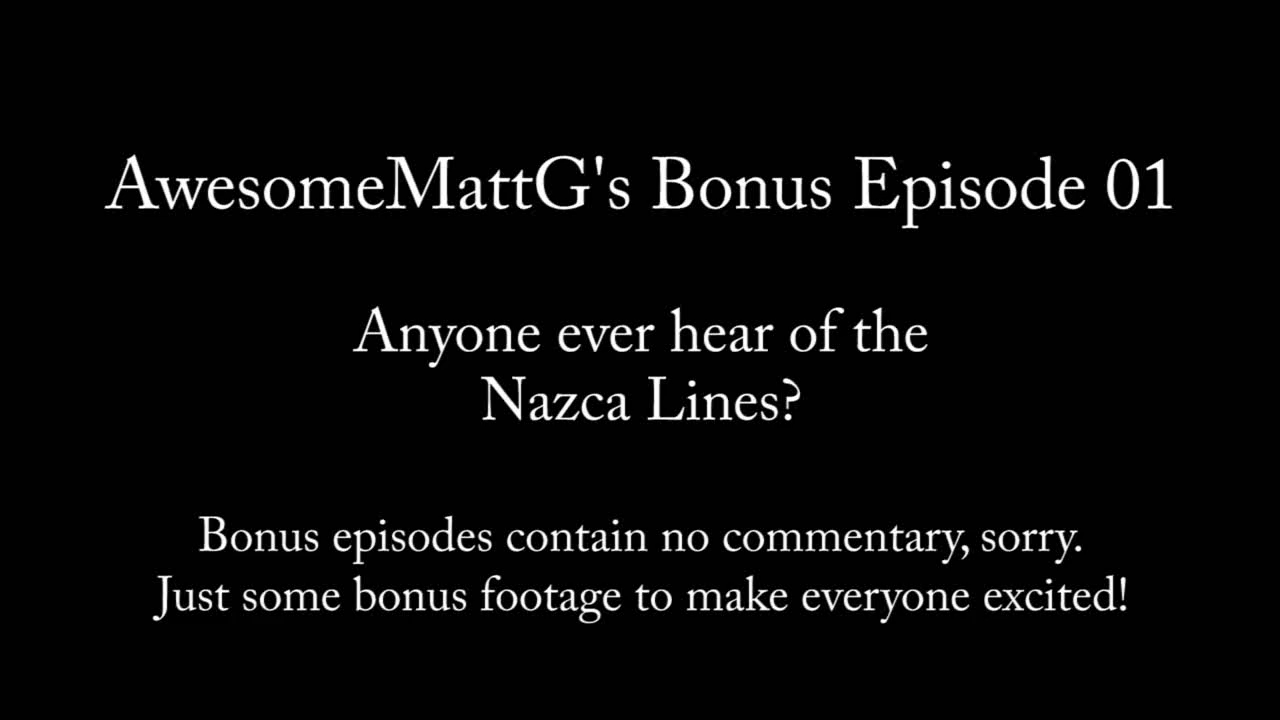 AwesomeMattG's Bonus Episode 01
Anyone ever hear of the
Nazca Lines?
Bonus episodes contain no commentary, sorry.
Just some bonus footage to make everyone excited!